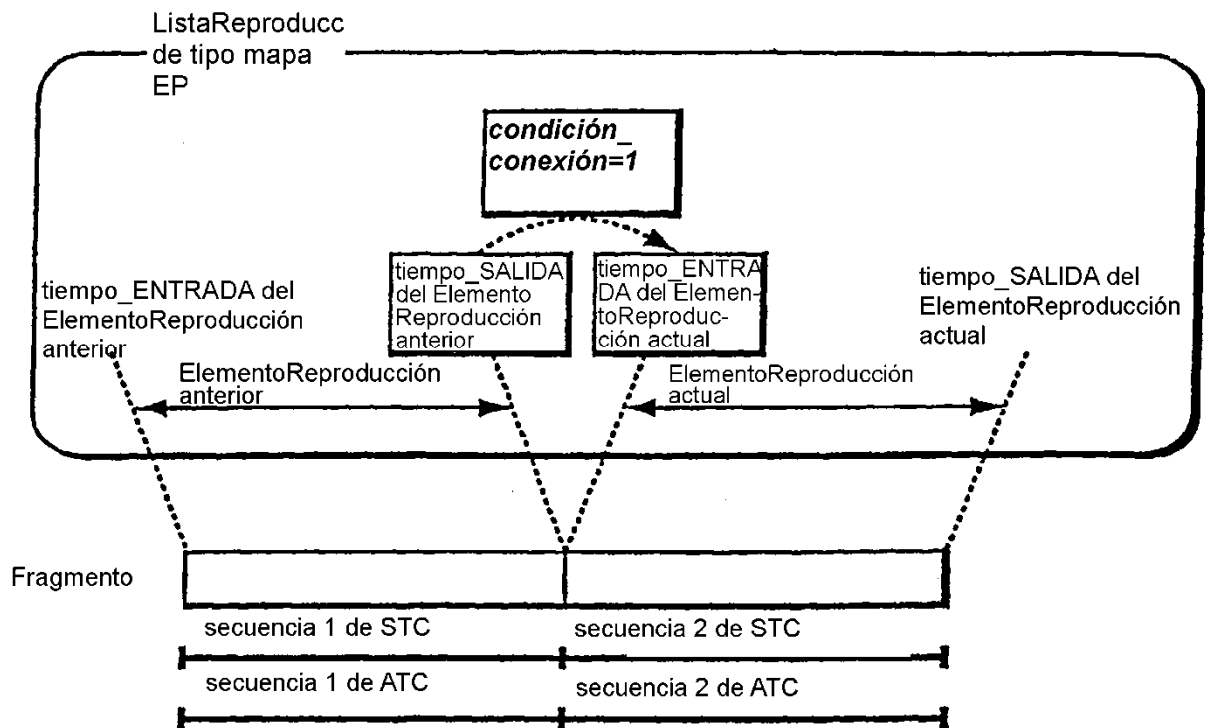 ListaReproducc
de tipo mapa
EP
condición_
conexión=1
tiempo_ENTRADA del
ElementoReproducción
anterior
tiempo_SALIDA
del Elemento
Reproducción
anterior
tiempo_ENTRA
DA del Elemen-
toReproduc-
ción actual
tiempo_SALIDA del
ElementoReproducción
actual
ElementoReproducción
anterior
ElementoReproducción
actual
Fragmento
secuencia 1 de STC
secuencia 2 de STC
secuencia 1 de ATC
secuencia 2 de ATC